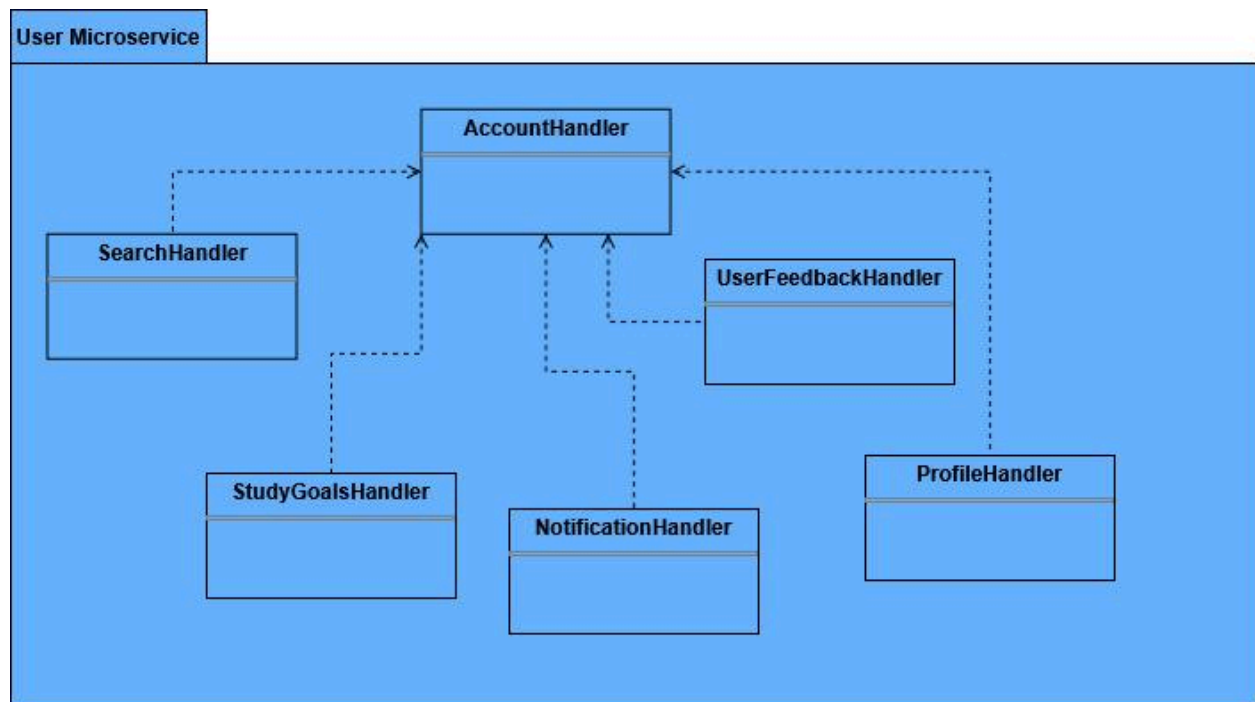 User Microservice
AccountHandler
SearchHandler
UserFeedbackHandler
StudyGoalsHandler
ProfileHandler
NotificationHandler